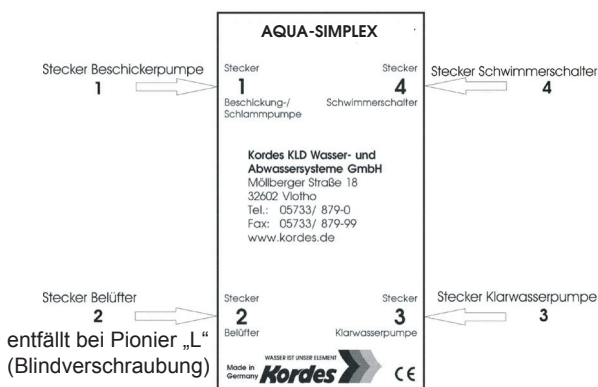 AQUA-SIMPLEX
Stecker Beschickerpumpe
1
Stecker
1
Beschickung-/
Schlammpumpe
Stecker
4
Schwimmerschalter
Stecker Schwimmerschalter
4
Kordes KLD Wasser- und
Abwassersysteme GmbH
Möllberger Straße 18
32602 Vlotho
Tel.: 05733/ 879-0
Fax: 05733/ 879-99
www.kordes.de
Stecker Belüfter
2
entfällt bei Pionier „L“
(Blindverschraubung)
Stecker
2
Belüfter
Stecker
3
Klarwasserpumpe
Stecker Klarwasserpumpe
3
WASSER IST UNSER ELEMENT
Made in
Germany
Kordes
CE